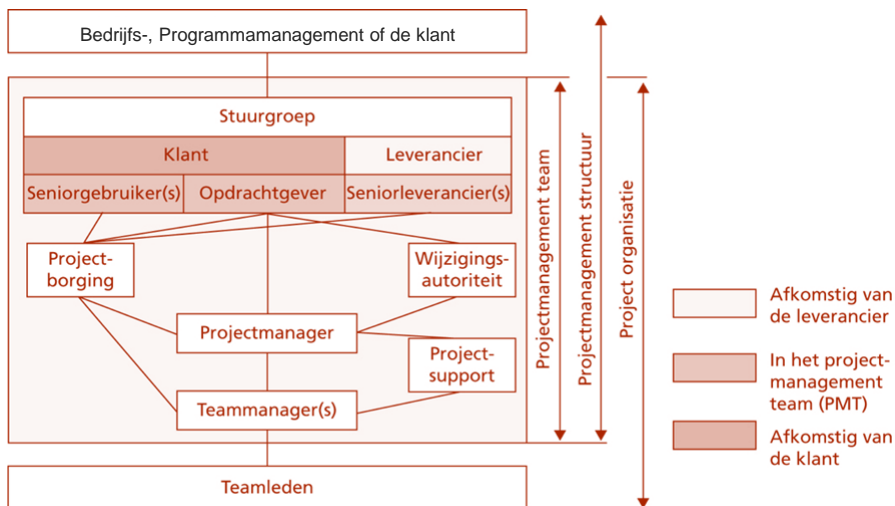 Bedrijfs-, Programmamanagement of de klant
Stuurgroep
Klant
Leverancier
Seniorgebruiker(s)
Opdrachtgever
Seniorleverancier(s)
Project-
borging
Wijzigings-
autoriteit
Projectmanager
Project-
support
Teammanager(s)
Teamleden
Projectmanagement team
Projectmanagement structuur
Project organisatie
Afkomstig van
de leverancier
In het project-
management
team (PMT)
Afkomstig van
de klant